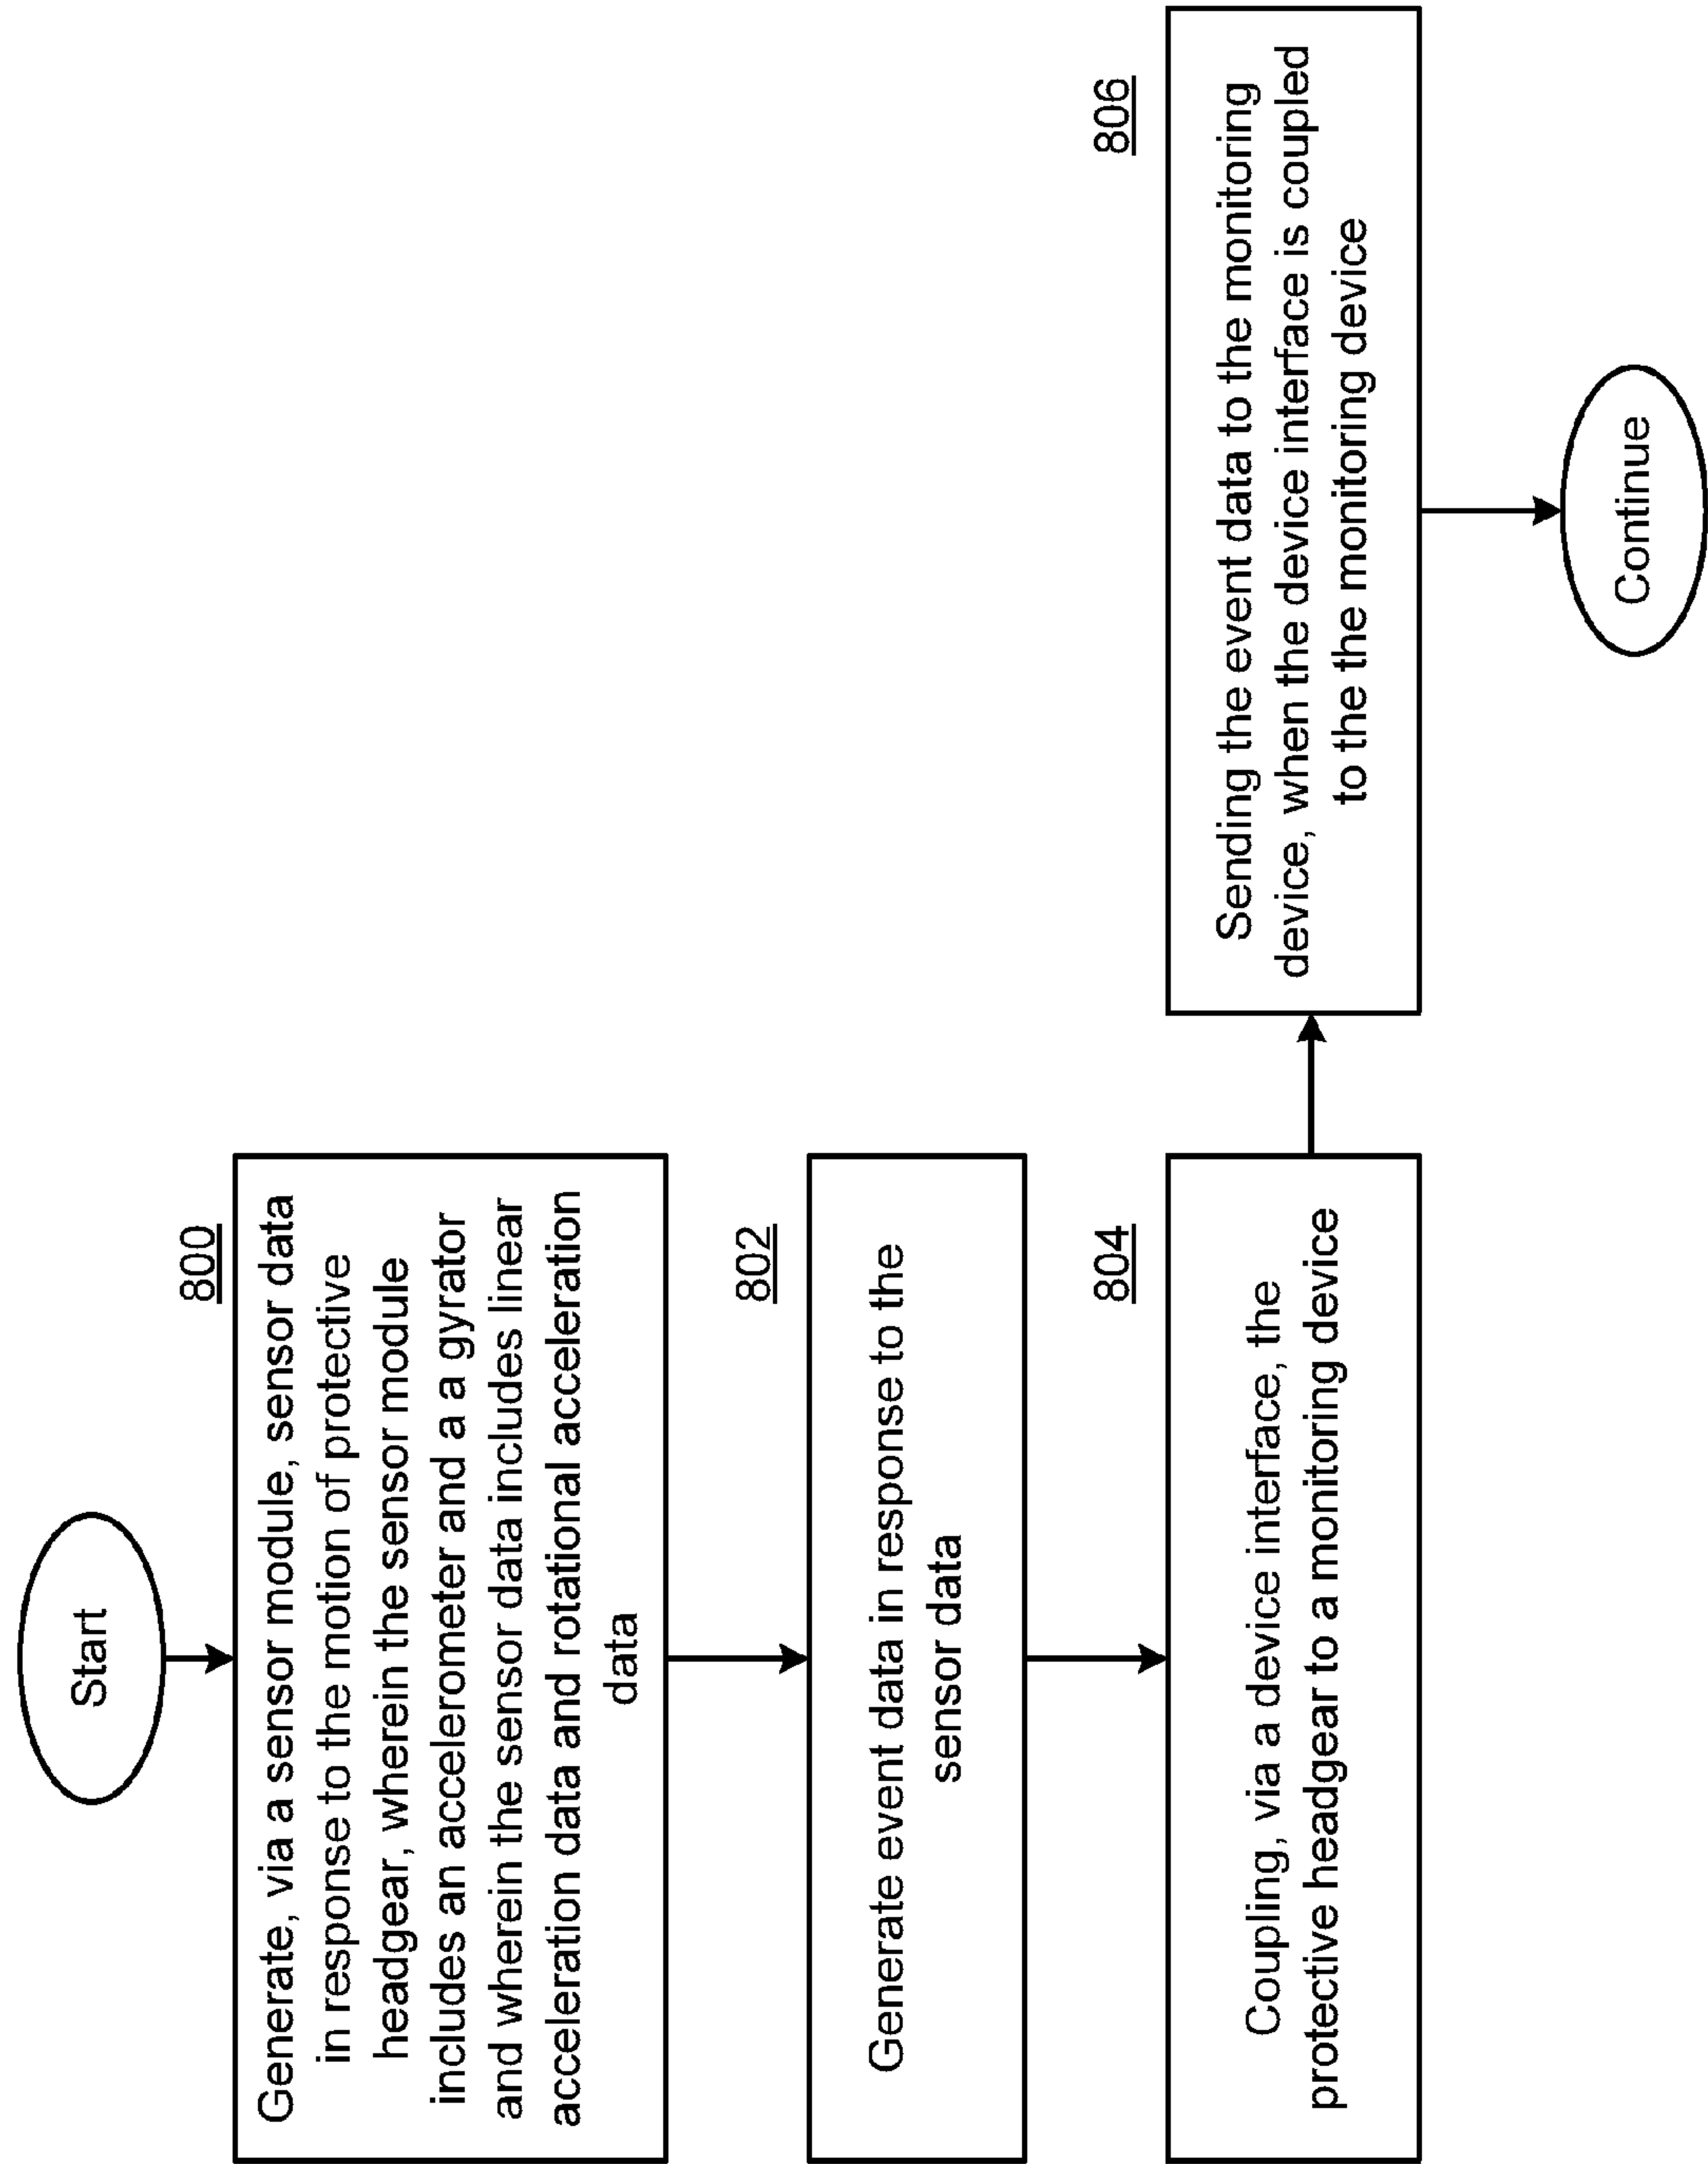 Start
800
Generate, via a sensor module, sensor data
in response to the motion of protective
headgear, wherein the sensor module
includes an accelerometer and a a gyrator
and wherein the sensor data includes linear
acceleration data and rotational acceleration
data
802
Generate event data in response to the
sensor data
804
Coupling, via a device interface, the
protective headgear to a monitoring device
806
Sending the event data to the monitoring
device, when the device interface is coupled
to the the monitoring device
Continue